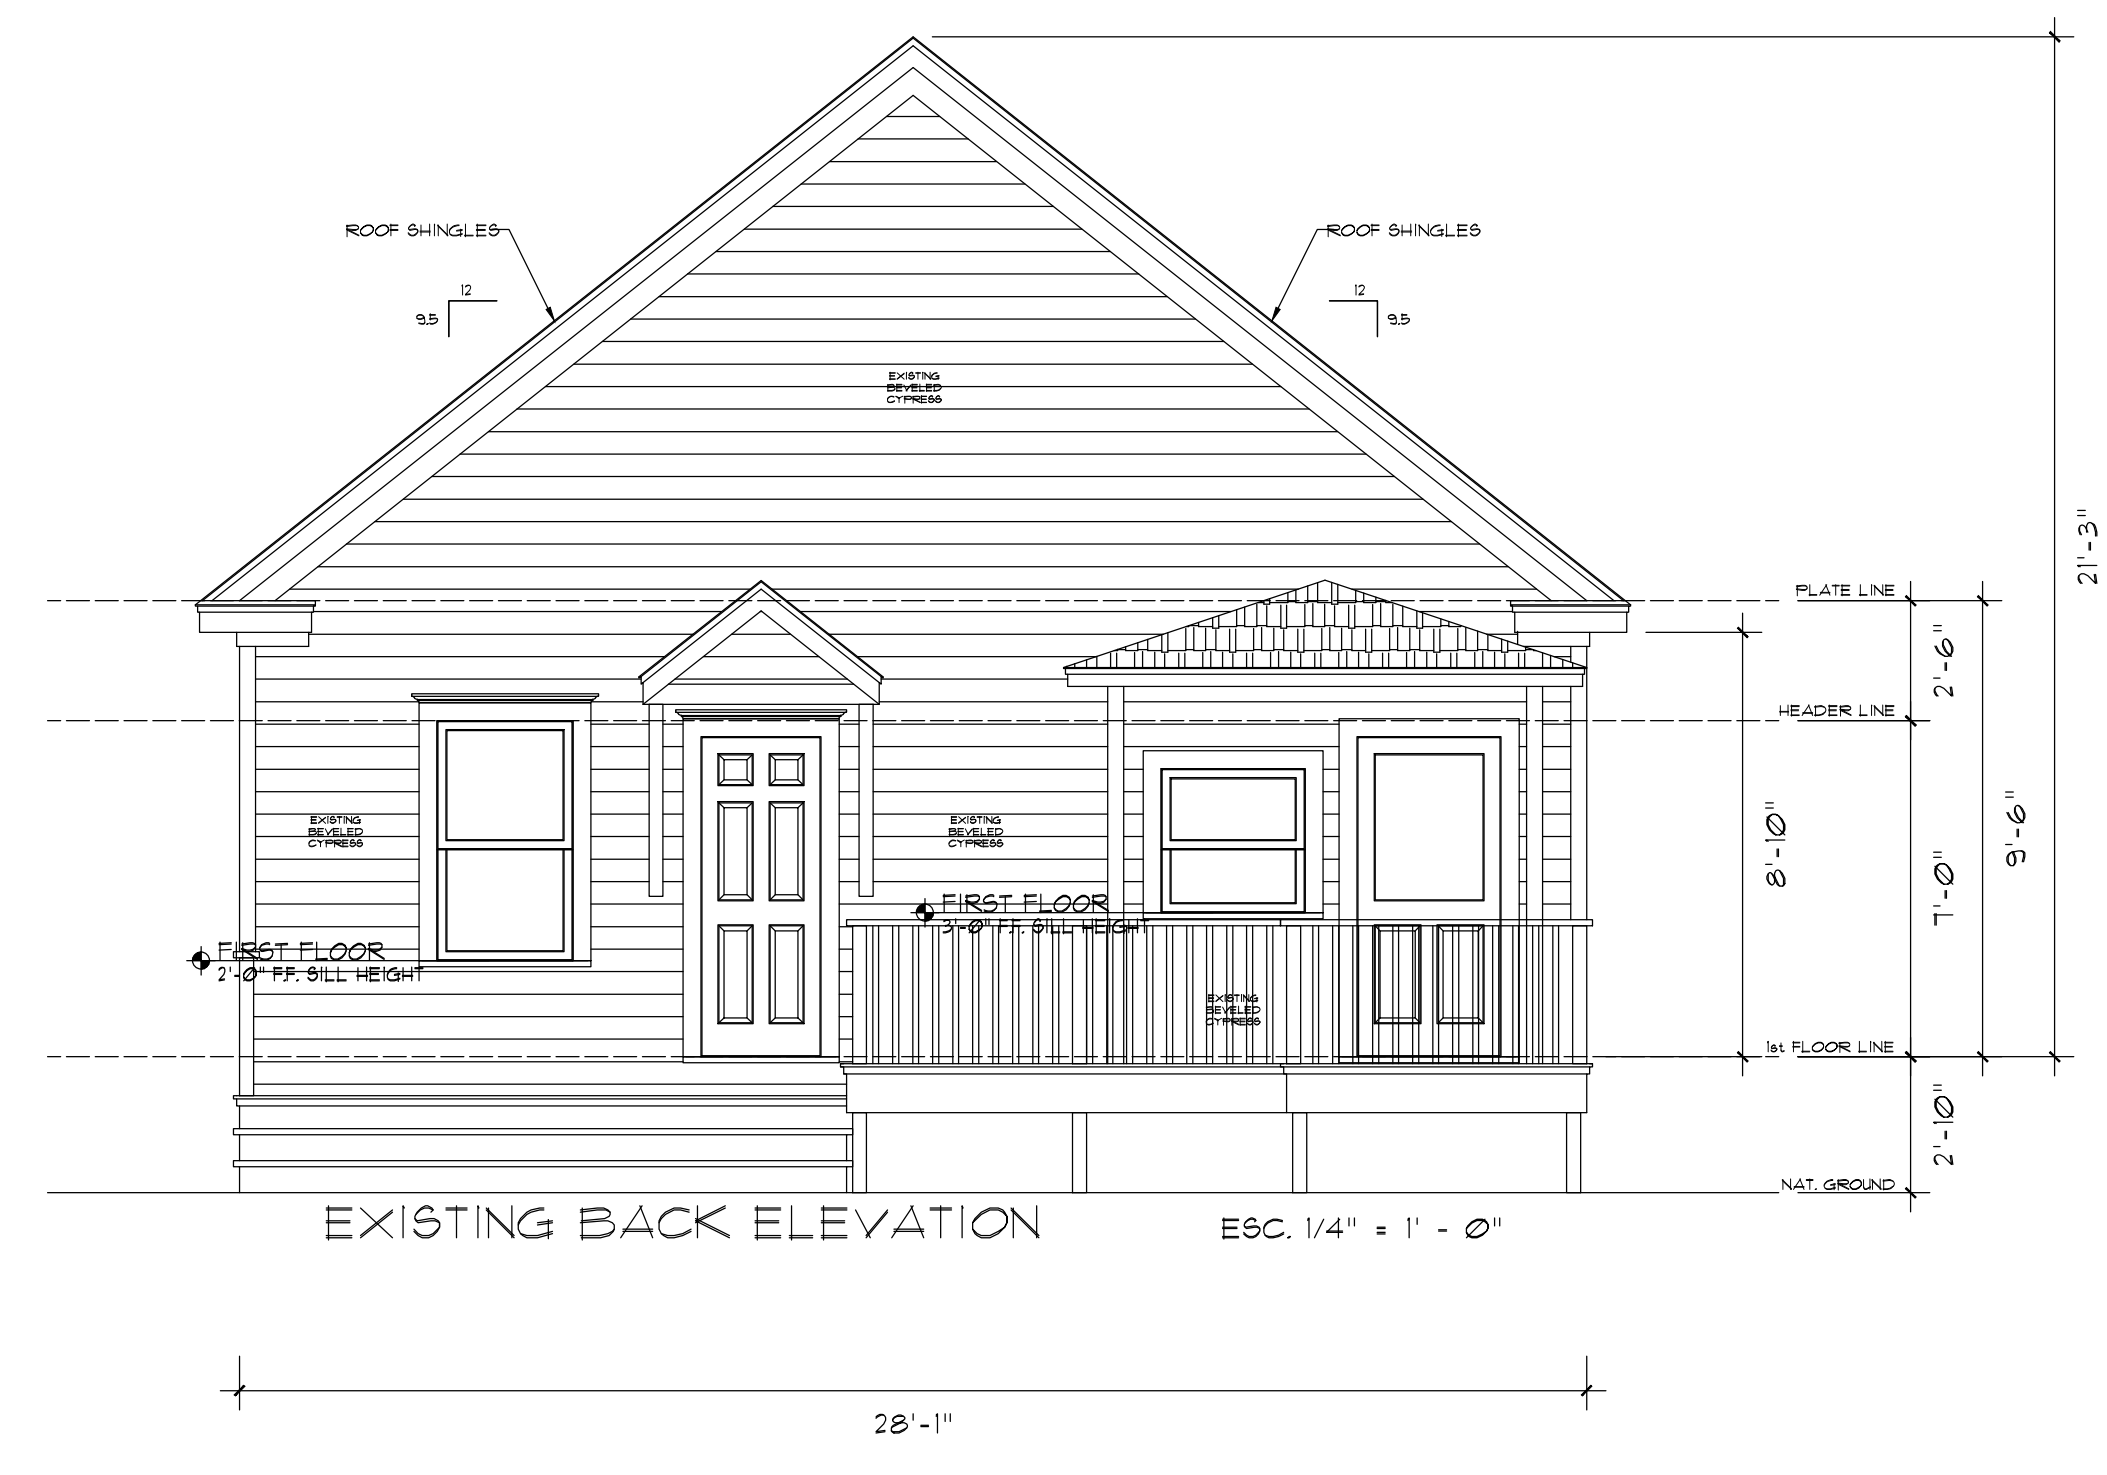 ROOF SHINGLES
ROOF SHINGLES
12
9.5
12
9.5
EXISTING
BEVELED
CYPRESS
21'-3"
PLATE LINE
2'-6"
HEADER LINE
EXISTING
BEVELED
CYPRESS
EXISTING
BEVELED
CYPRESS
8'-10"
7'-0"
9'-6"
FIRST FLOOR
3'-0" F.F. SILL HEIGHT
FIRST FLOOR
2'-0" F.F. SILL HEIGHT
EXISTING
BEVELED
CYPRESS
1st FLOOR LINE
2'-10"
NAT. GROUND
EXISTING BACK ELEVATION
ESC. 1/4" = 1' - 0"
28'-1"